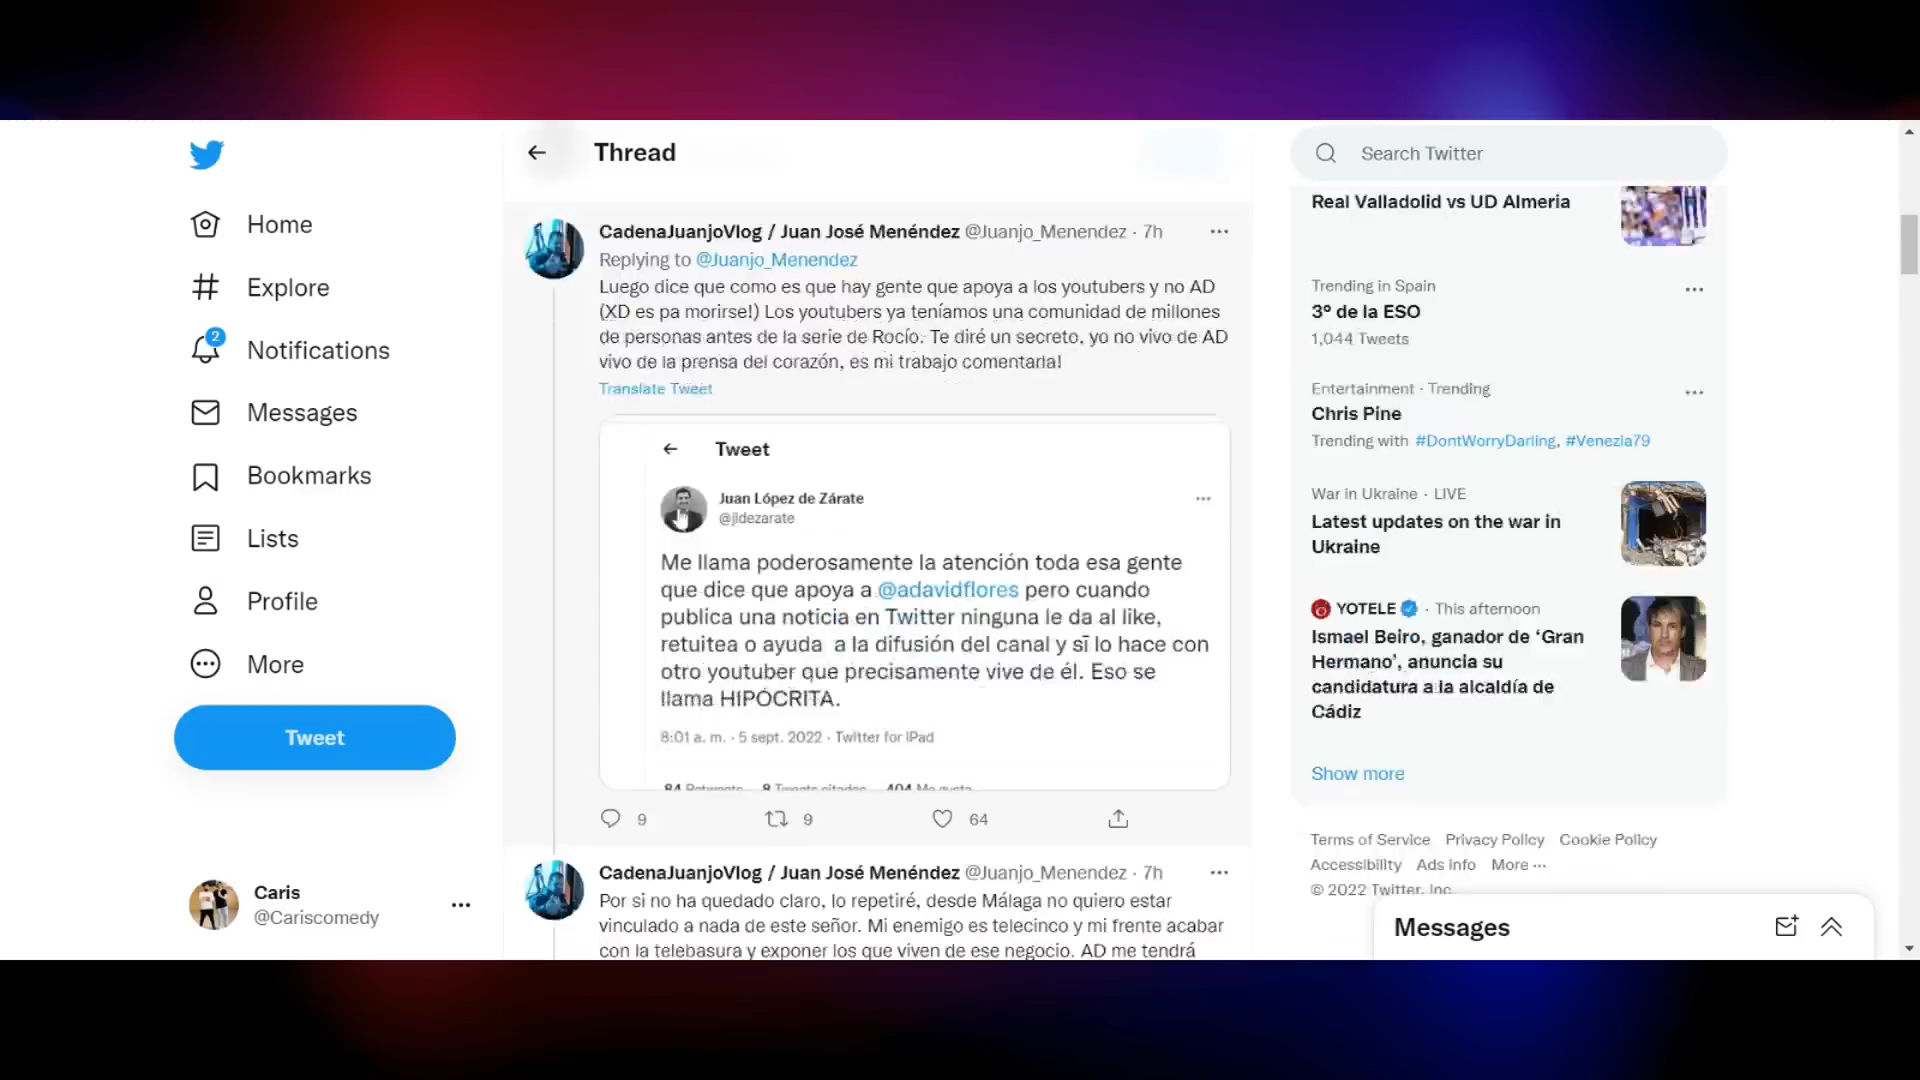 Home
Explore
2
Notifications
Messages
Bookmarks
Lists
Profile
More
Tweet
Caris
@Cariscomedy
Thread
CadenaJuanjoVlog / Juan José Menéndez @Juanjo_Menendez · 7h
Replying to @Juanjo_Menendez
Luego dice que como es que hay gente que apoya a los youtubers y no AD
(XD es pa morirse!) Los youtubers ya teníamos una comunidad de millones
de personas antes de la serie de Rocío. Te diré un secreto, yo no vivo de AD
vivo de la prensa del corazón, es mi trabajo comentarla!
Translate Tweet
Tweet
Juan López de Zárate
@jldezarate
Me llama poderosamente la atención toda esa gente
que dice que apoya a @adavidflores pero cuando
publica una noticia en Twitter ninguna le da al like,
retuitea o ayuda a la difusión del canal y sī lo hace con
otro youtuber que precisamente vive de él. Eso se
llama HIPÓCRITA.
8:01 a. m. · 5 sept. 2022 · Twitter for iPad
84 Retweets 8 Tweets citados 404 Me gusta
9 9 64
CadenaJuanjoVlog / Juan José Menéndez @Juanjo_Menendez · 7h
Por si no ha quedado claro, lo repetiré, desde Málaga no quiero estar
vinculado a nada de este señor. Mi enemigo es telecinco y mi frente acabar
con la telebasura y exponer los que viven de ese negocio. AD me tendrá
Search Twitter
Real Valladolid vs UD Almeria
Trending in Spain
3º de la ESO
1,044 Tweets
Entertainment · Trending
Chris Pine
Trending with #DontWorryDarling, #Venezia79
War in Ukraine · LIVE
Latest updates on the war in
Ukraine
YOTELE · This afternoon
Ismael Beiro, ganador de ‘Gran
Hermano’, anuncia su
candidatura a la alcaldía de
Cádiz
Show more
Terms of Service Privacy Policy Cookie Policy
Accessibility Ads info More ···
© 2022 Twitter, Inc.
Messages